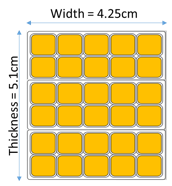 Width = 4.25cm
Thickness = 5.1cm